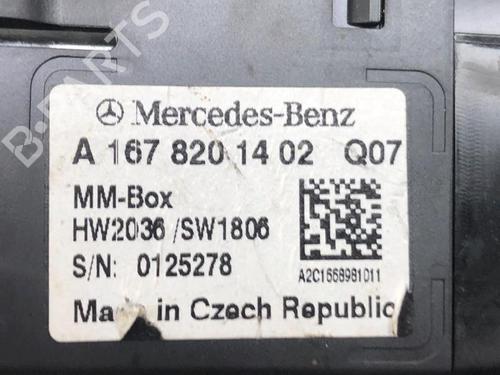 Mercedes-Benz
A 167 820 14 02 Q07
MM-Box
HW2036 /SW1806
S/N: 0125278
A2C1668981011
Made in Czech Republic
B-PARTS